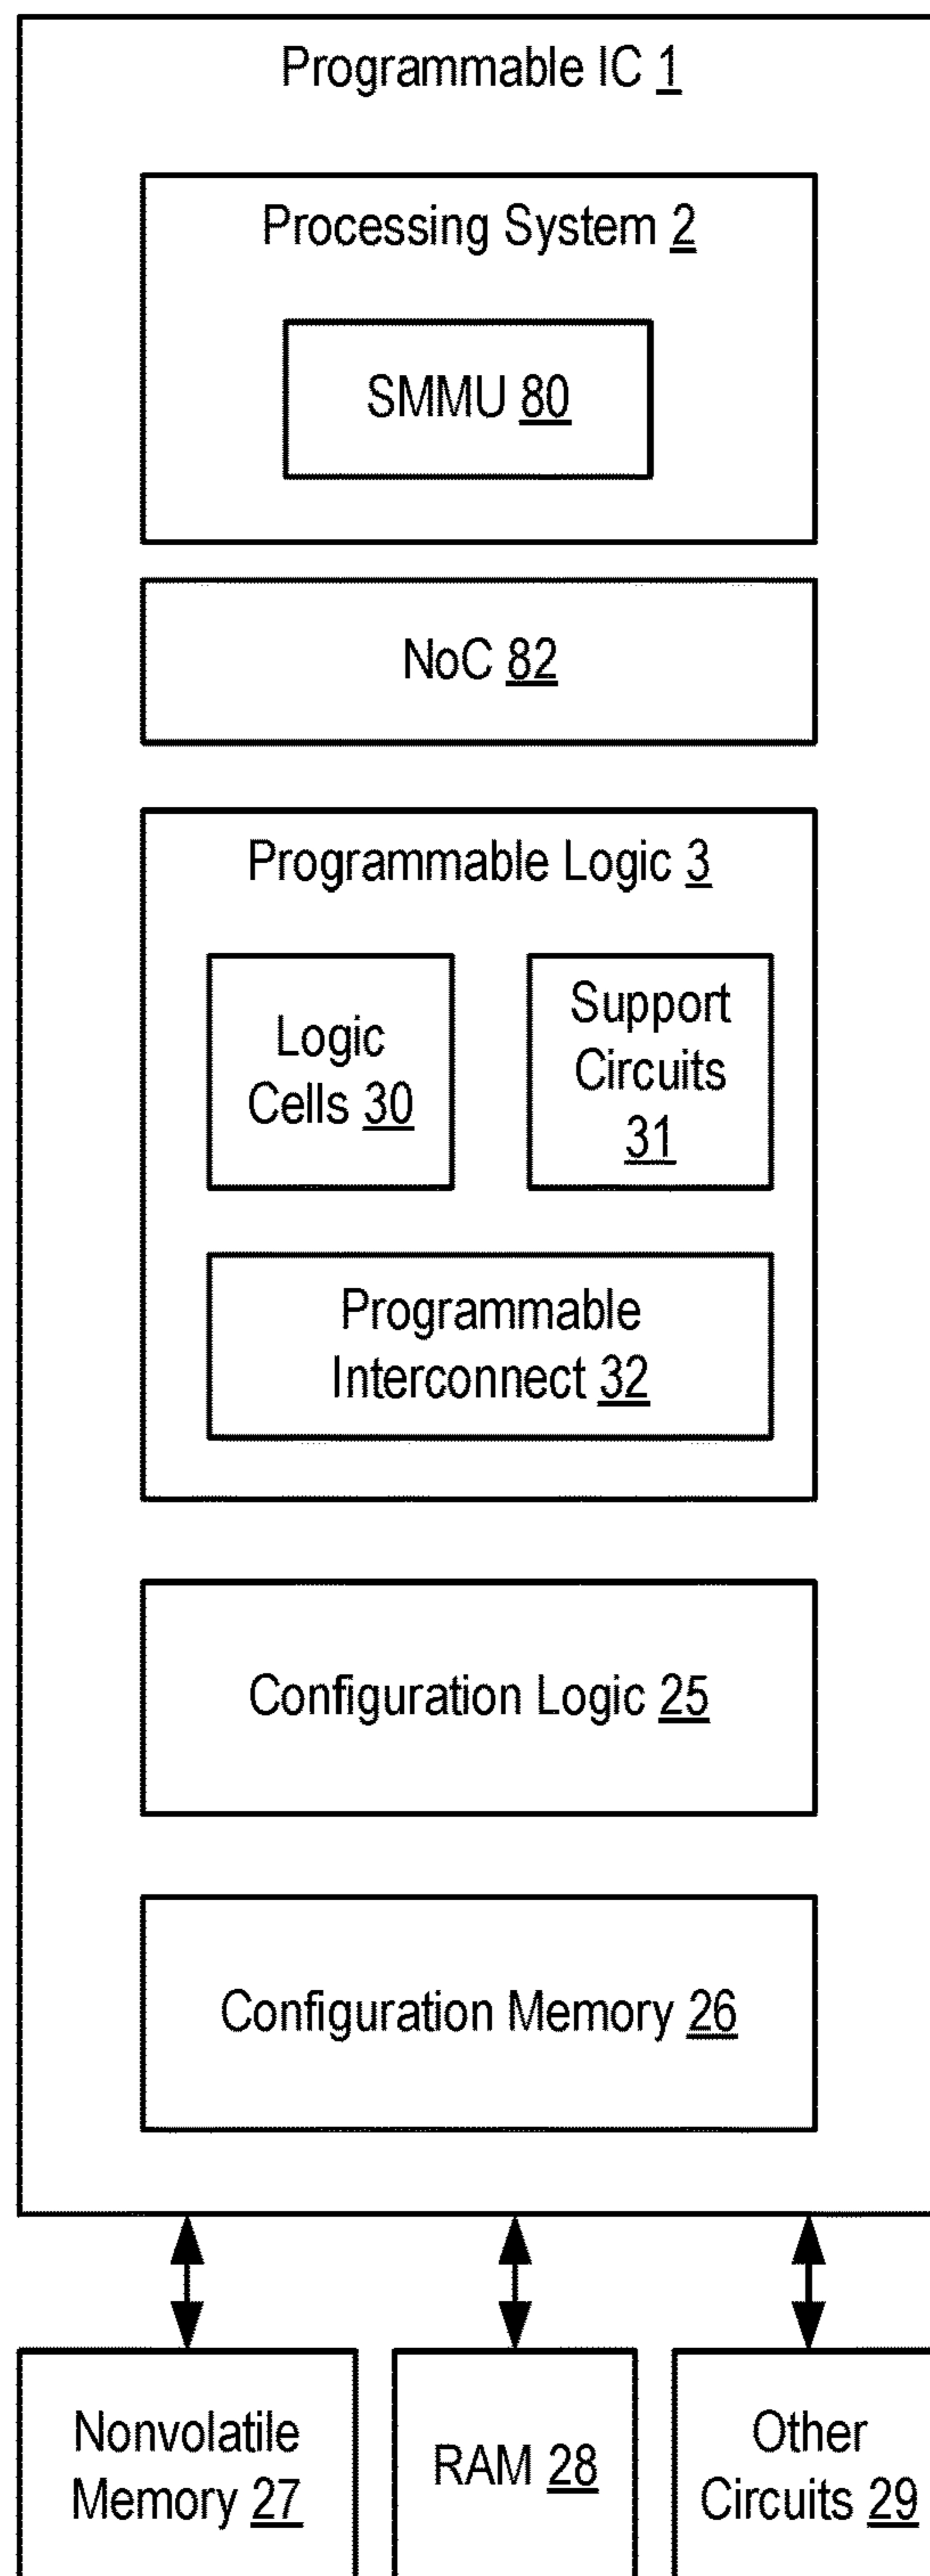 Programmable IC 1
Processing System 2
SMMU 80
NoC 82
Programmable Logic 3
Logic
Cells 30
Support
Circuits
31
Programmable
Interconnect 32
Configuration Logic 25
Configuration Memory 26
Nonvolatile
Memory 27
RAM 28
Other
Circuits 29